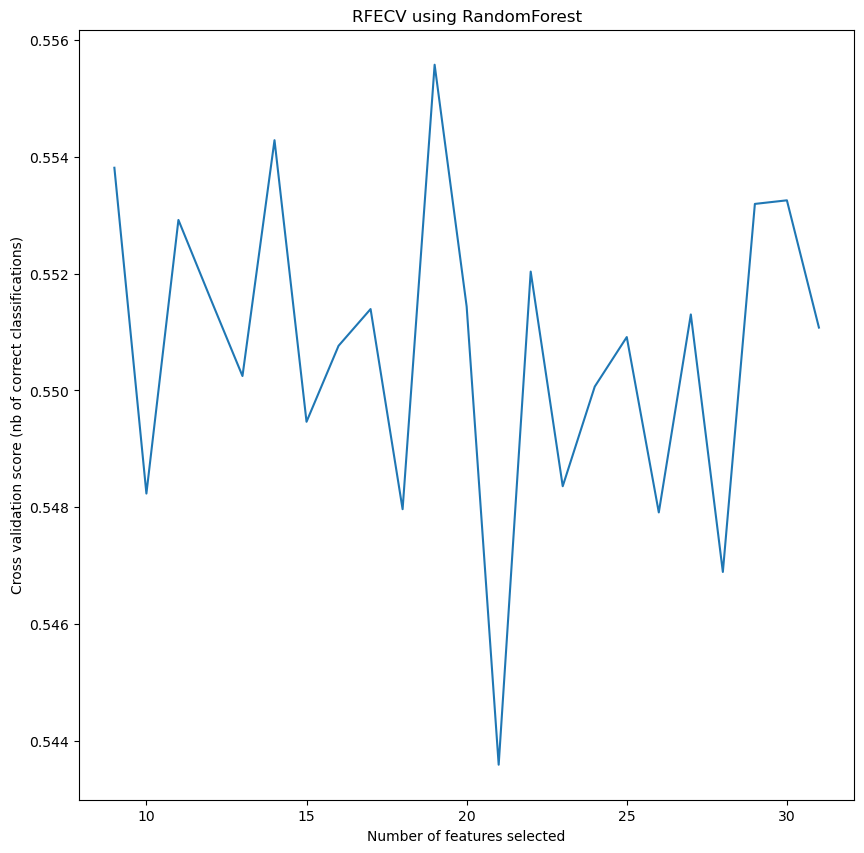 RFECV using RandomForest
Cross validation score (nb of correct classifications)
0.556
0.554
0.552
0.550
0.548
0.546
0.544
10 15 20 25 30
Number of features selected